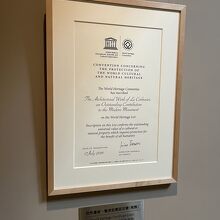 CONVENTION CONCERNING
THE PROTECTION OF
THE WORLD CULTURAL
AND NATURAL HERITAGE
The World Heritage Committee
has inscribed
The Architectural Work of Le Corbusier,
an Outstanding Contribution
to the Modern Movement
on the World Heritage List
Inscription on this List confirms the outstanding
universal value of a cultural or
natural property which requires protection for
the benefit of all humanity